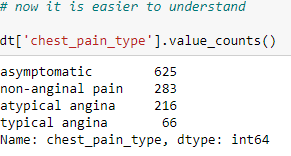 # now it is easier to understand
dt['chest_pain_type'].value_counts()
asymptomatic 625
non-anginal pain 283
atypical angina 216
typical angina 66
Name: chest_pain_type, dtype: int64